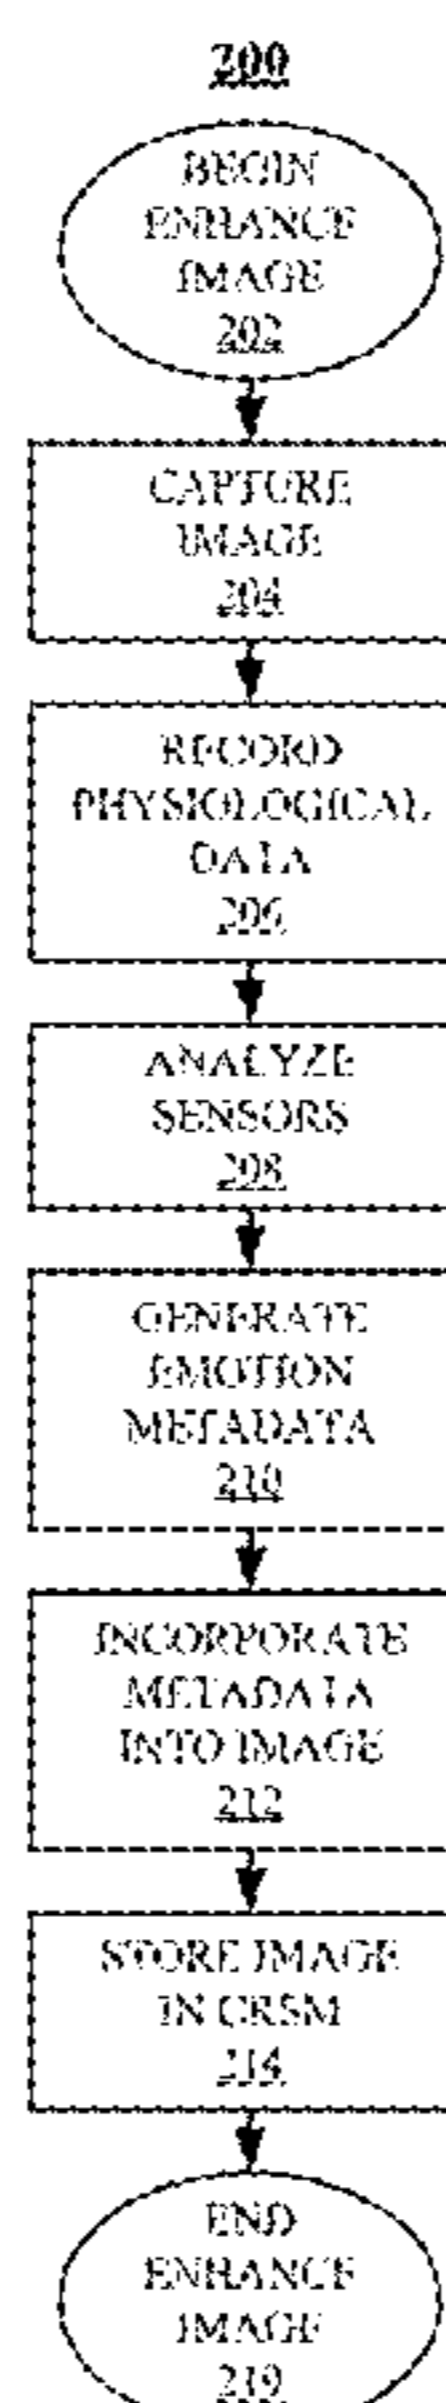 200
BEGIN
ENHANCE
IMAGE
202
CAPTURE
IMAGE
204
RECORD
PHYSIOLOGICAL
DATA
206
ANALYZE
SENSORS
208
GENERATE
EMOTION
METADATA
210
INCORPORATE
METADATA
INTO IMAGE
212
STORE IMAGE
IN CRSM
214
END
ENHANCE
IMAGE
219